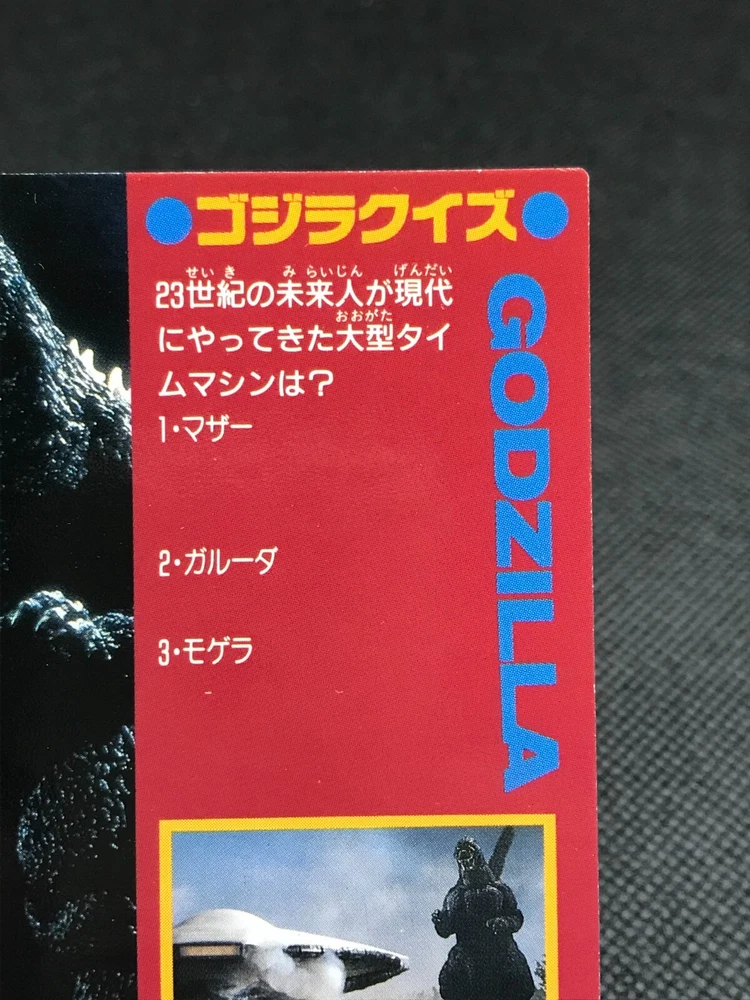 ●ゴジラクイズ●
23世紀の未来人が現代
にやってきた大型タイ
ムマシンは?
1・マザー
2・ガルーダ
3・モゲラ
GODZILLA
せいき
みらいじん
げんだい
おおがた